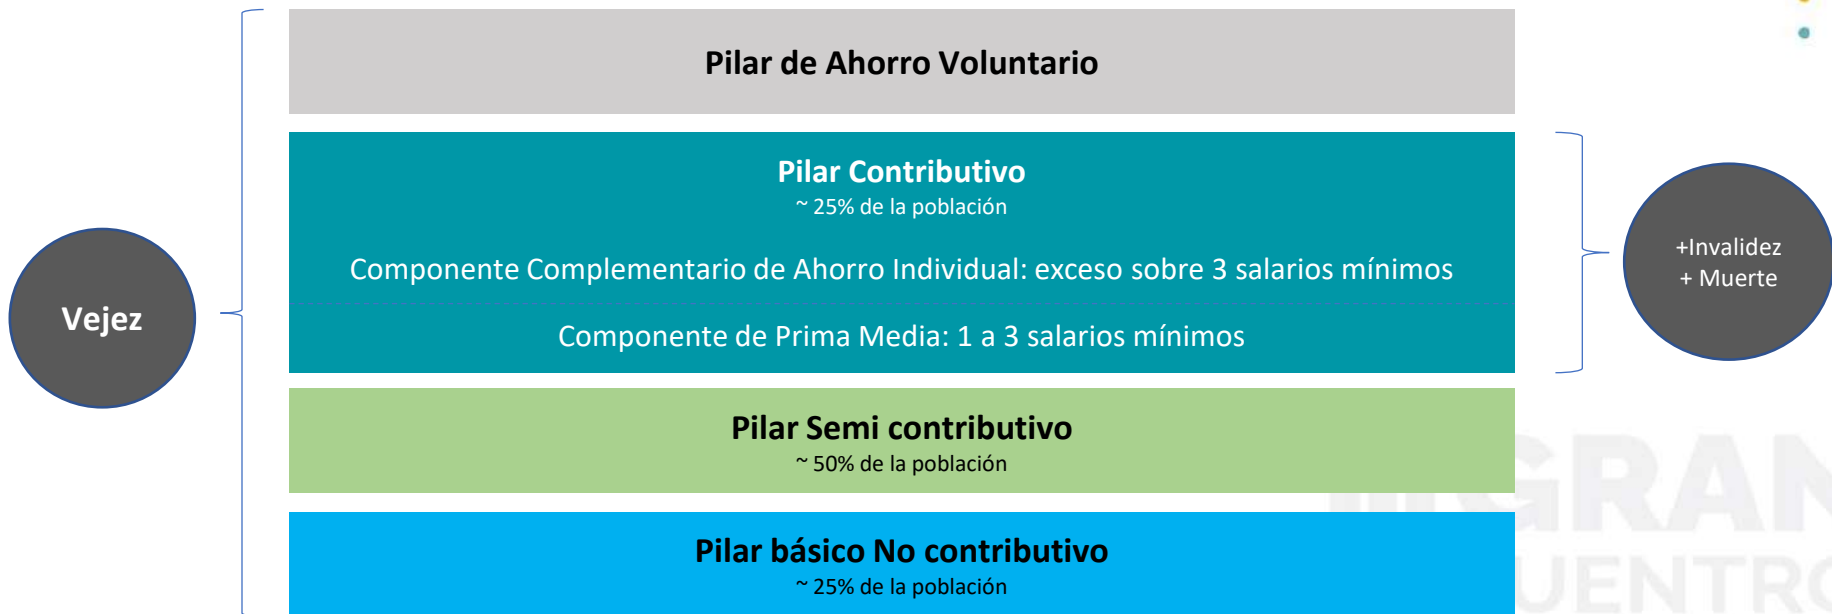 Pilar de Ahorro Voluntario
Pilar Contributivo
~ 25% de la población
Componente Complementario de Ahorro Individual: exceso sobre 3 salarios mínimos
Componente de Prima Media: 1 a 3 salarios mínimos
Vejez
+Invalidez
+ Muerte
Pilar Semi contributivo
~ 50% de la población
Pilar básico No contributivo
~ 25% de la población
GRAN
UENTRO